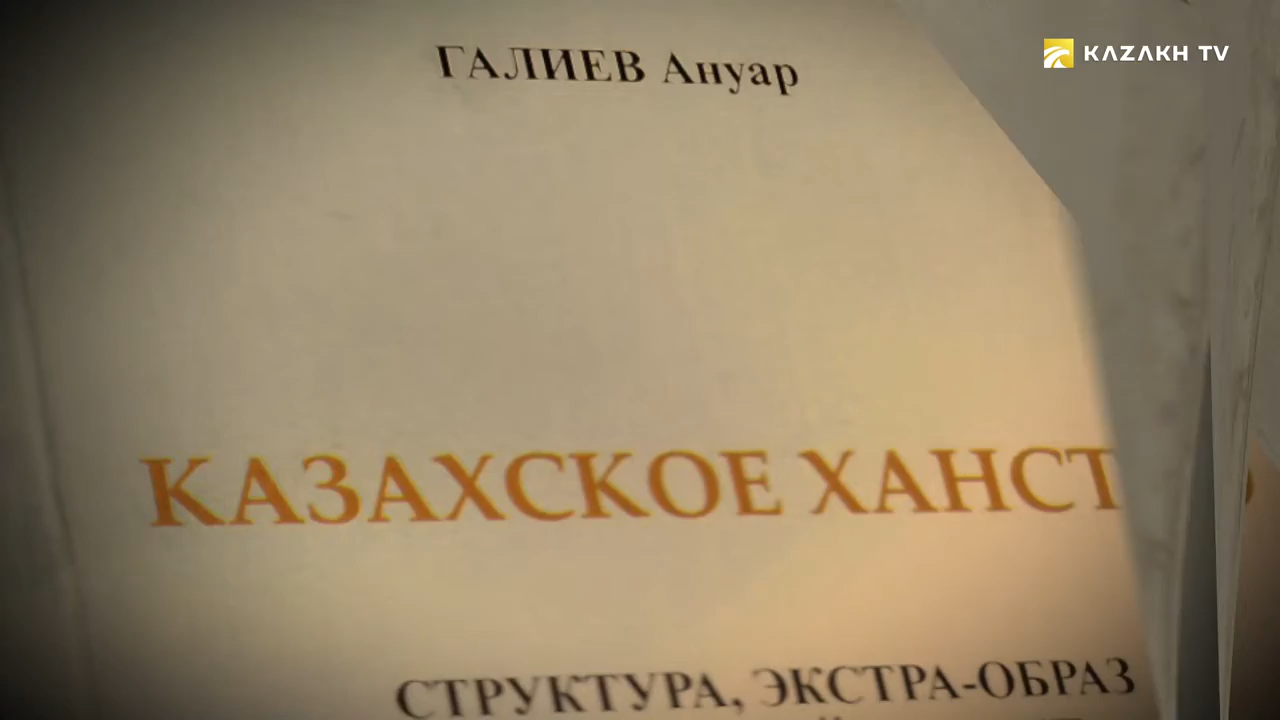 KAZAKH TV
ГАЛИЕВ Ануар
КАЗАХСКОЕ ХАНСТ
СТРУКТУРА, ЭКСТРА-ОБРАЗ